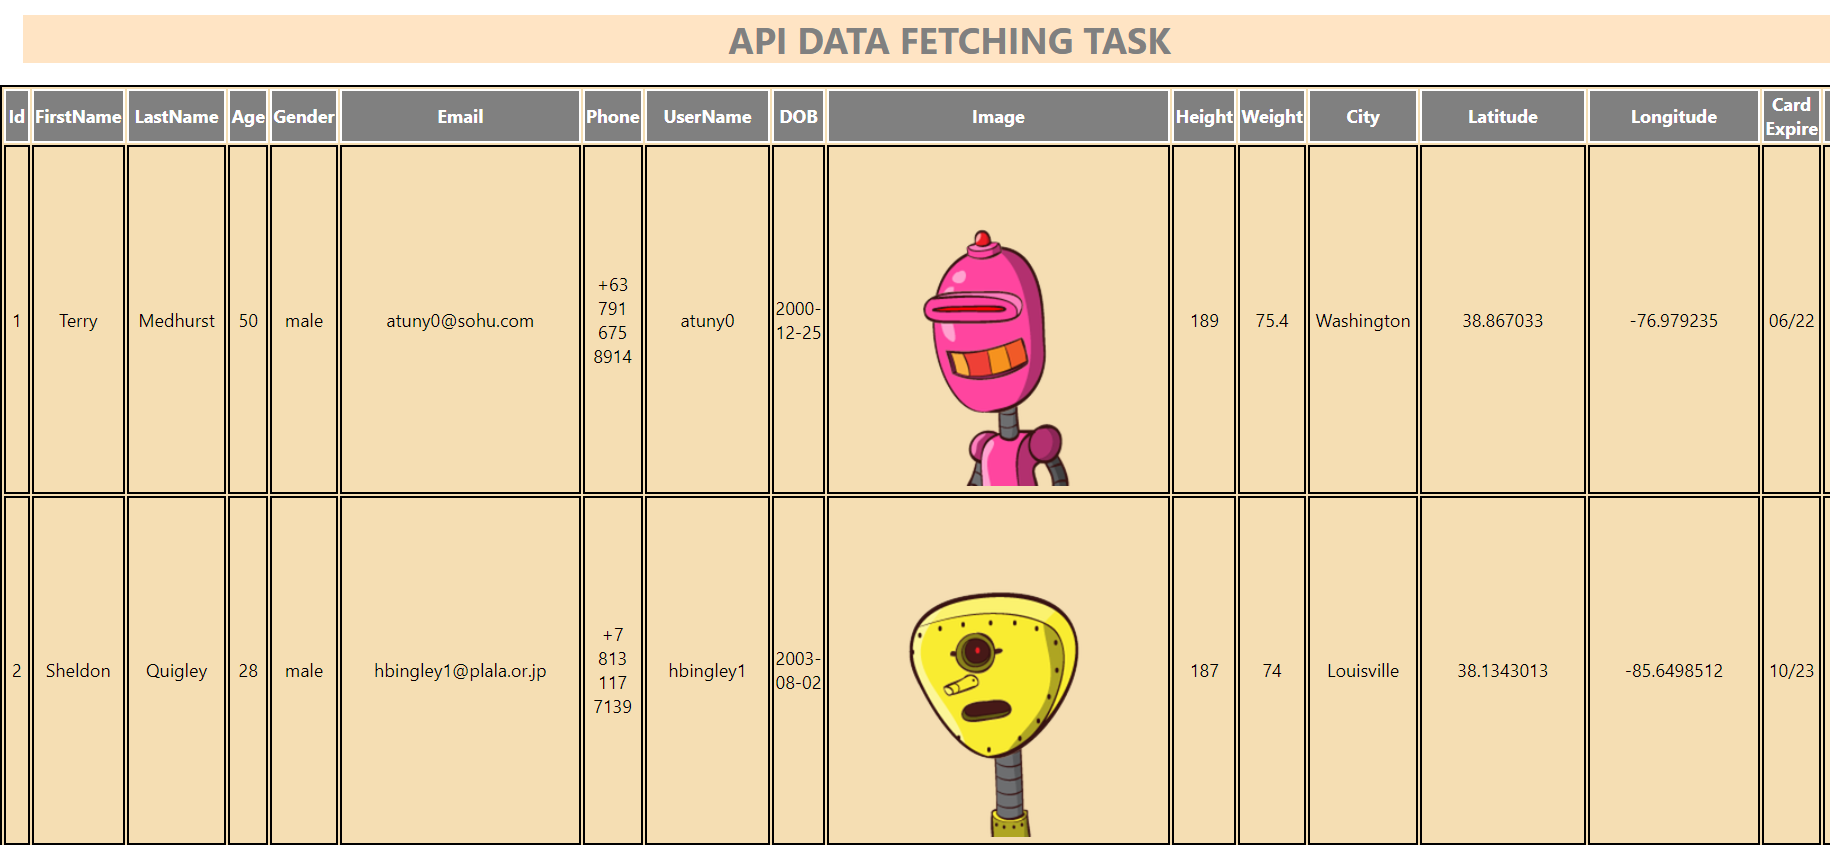 API DATA FETCHING TASK
Id FirstName LastName Age Gender Email Phone UserName DOB Image Height Weight City Latitude Longitude Card
Expire
1 Terry Medhurst 50 male atuny0@sohu.com +63
791
675
8914 atuny0 2000-
12-25 189 75.4 Washington 38.867033 -76.979235 06/22
2 Sheldon Quigley 28 male hbingley1@plala.or.jp +7
813
117
7139 hbingley1 2003-
08-02 187 74 Louisville 38.1343013 -85.6498512 10/23